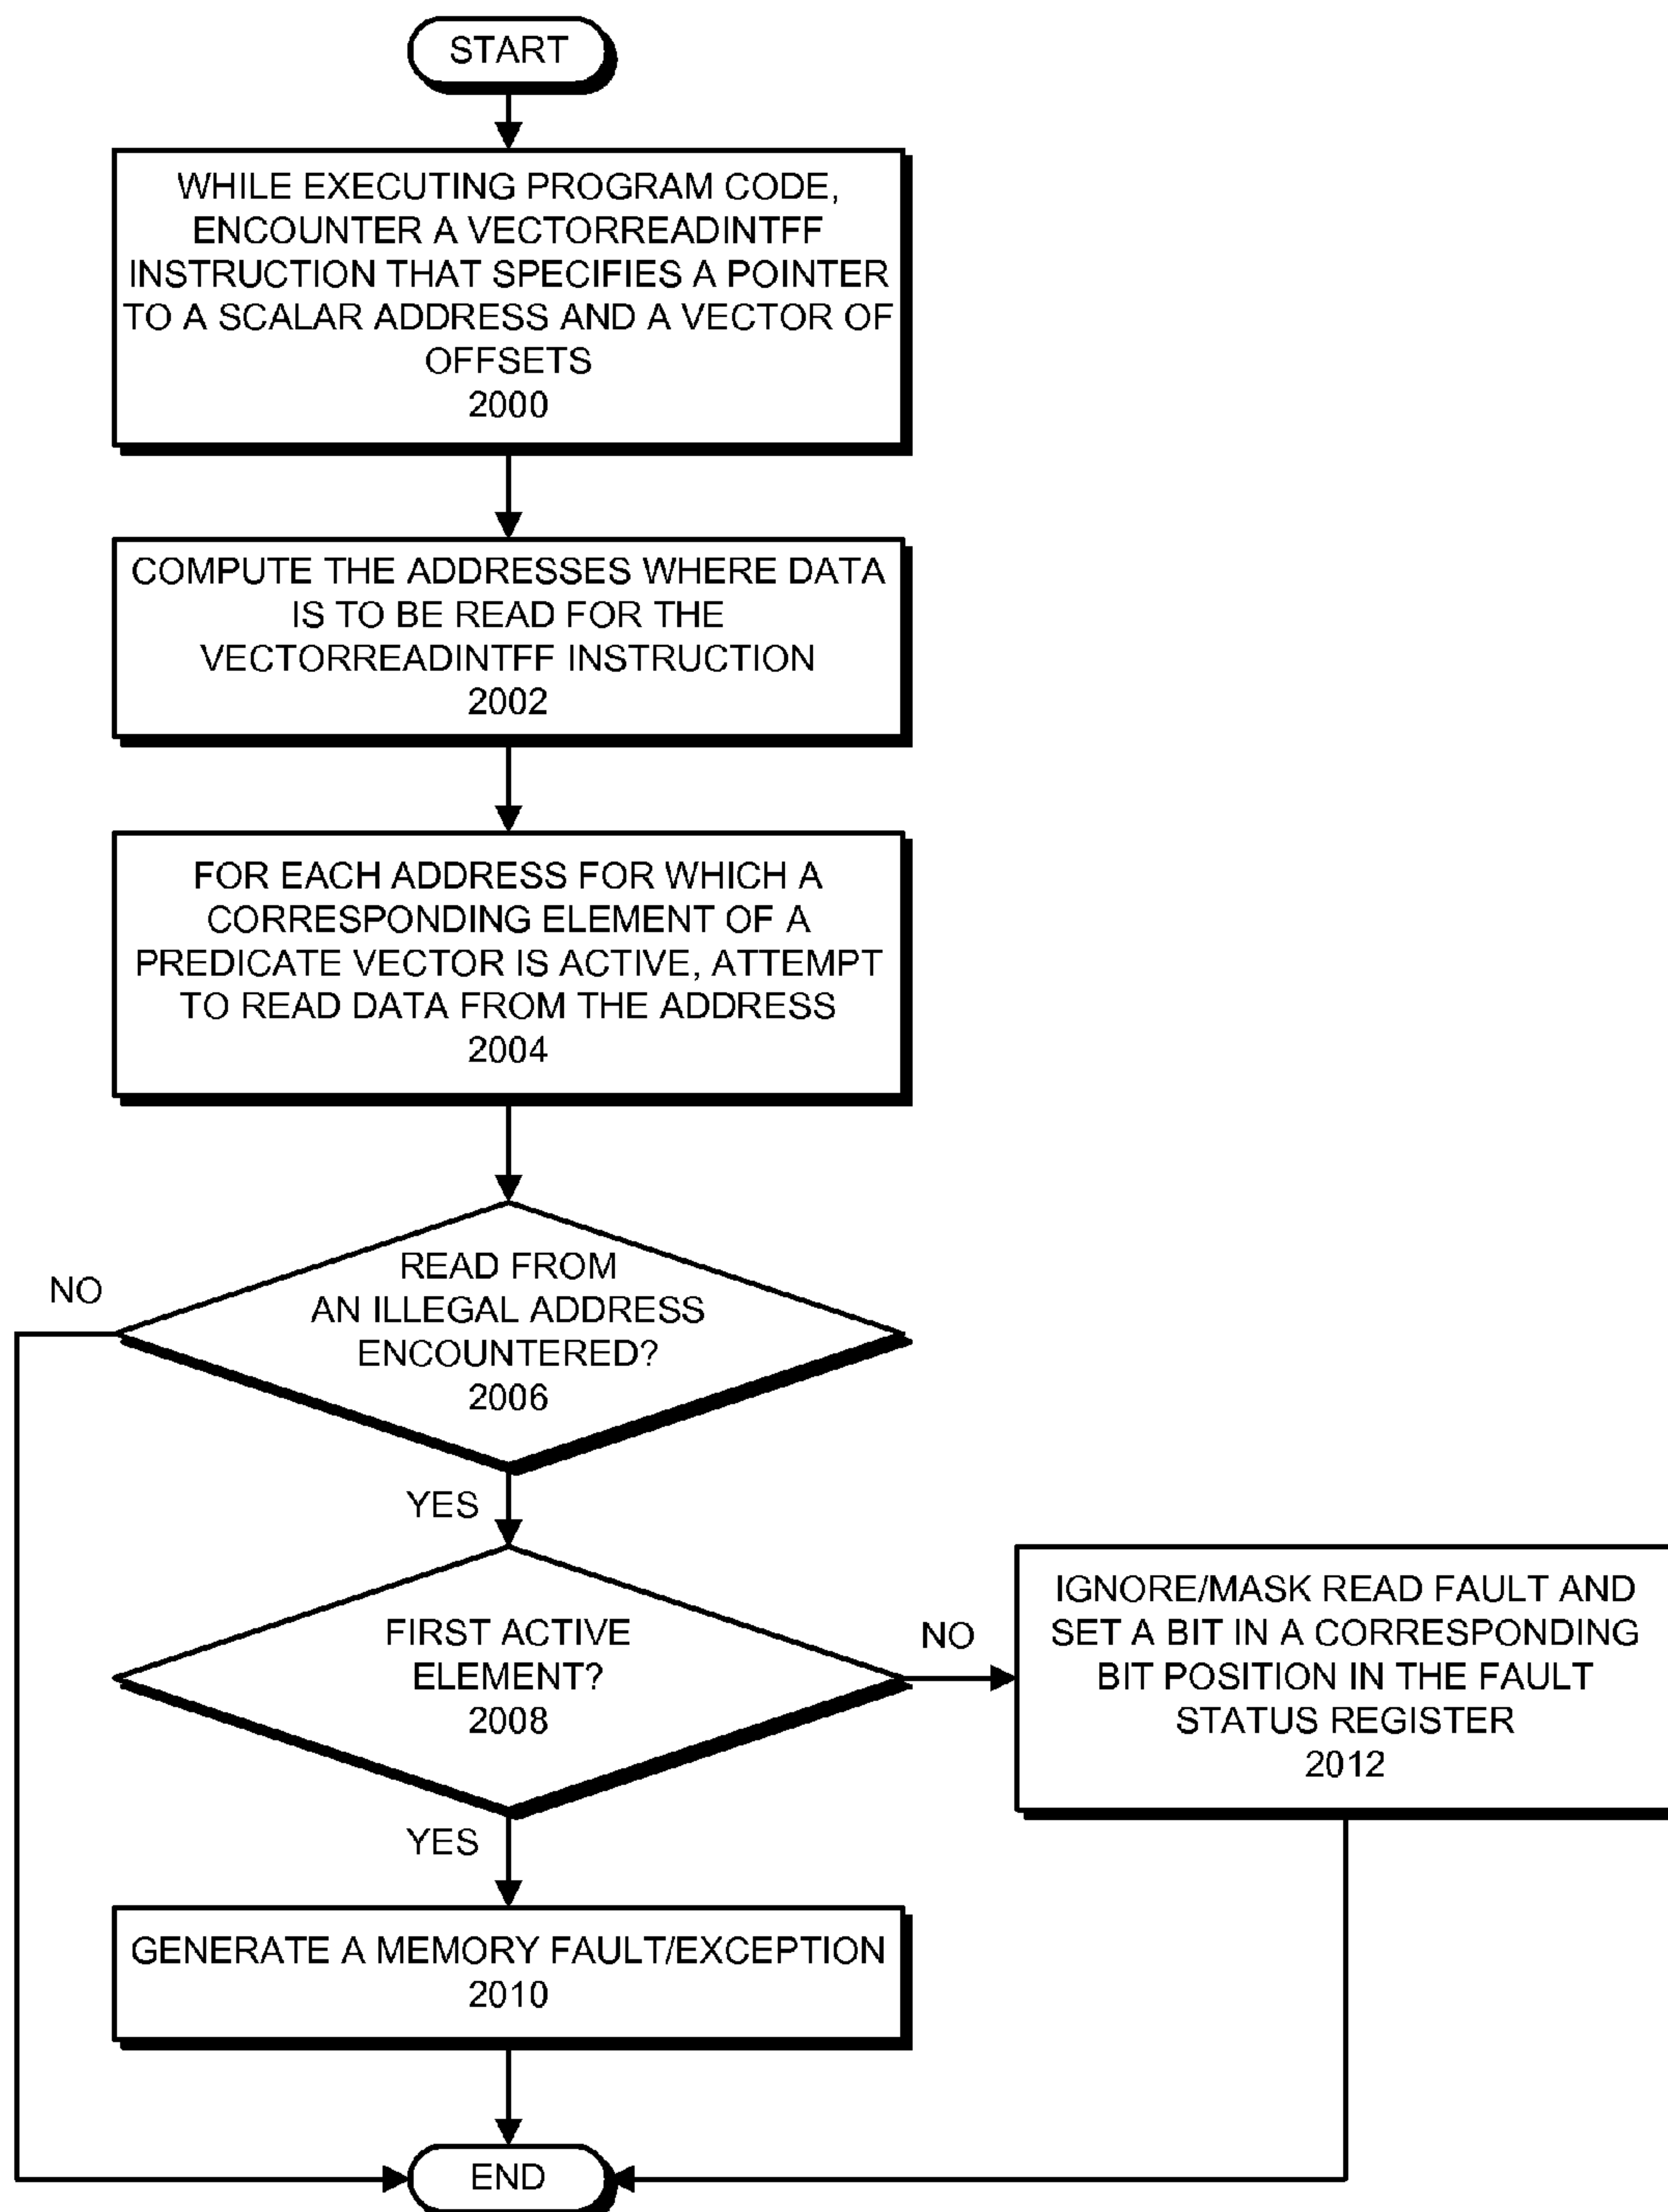 START
WHILE EXECUTING PROGRAM CODE,
ENCOUNTER A VECTORREADINTFF
INSTRUCTION THAT SPECIFIES A POINTER
TO A SCALAR ADDRESS AND A VECTOR OF
OFFSETS
2000
COMPUTE THE ADDRESSES WHERE DATA
IS TO BE READ FOR THE
VECTORREADINTFF INSTRUCTION
2002
FOR EACH ADDRESS FOR WHICH A
CORRESPONDING ELEMENT OF A
PREDICATE VECTOR IS ACTIVE, ATTEMPT
TO READ DATA FROM THE ADDRESS
2004
READ FROM
AN ILLEGAL ADDRESS
ENCOUNTERED?
2006
NO
YES
FIRST ACTIVE
ELEMENT?
2008
NO
IGNORE/MASK READ FAULT AND
SET A BIT IN A CORRESPONDING
BIT POSITION IN THE FAULT
STATUS REGISTER
2012
YES
GENERATE A MEMORY FAULT/EXCEPTION
2010
END